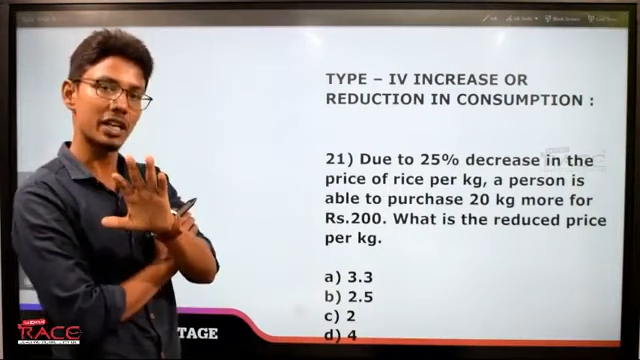 TYPE – IV INCREASE OR
REDUCTION IN CONSUMPTION :
21) Due to 25% decrease in the
price of rice per kg, a person is
able to purchase 20 kg more for
Rs.200. What is the reduced price
per kg.
a) 3.3
b) 2.5
c) 2
d) 4
RACE
TAGE